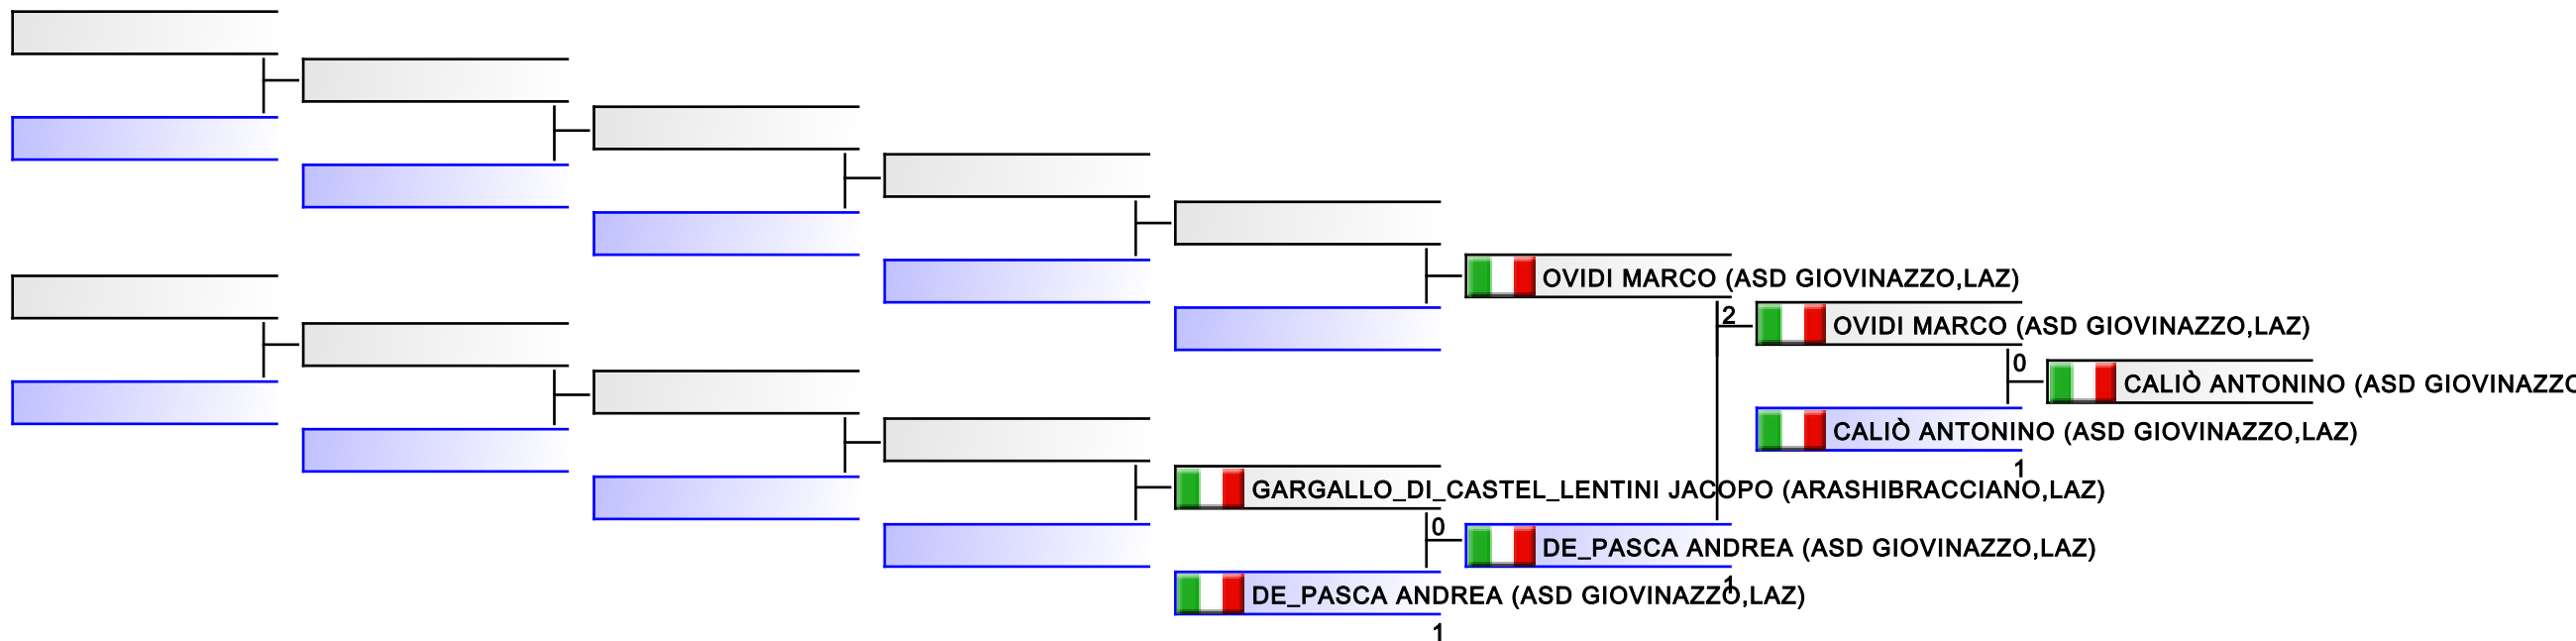 OVIDI MARCO (ASD GIOVINAZZO,LAZ)
2
OVIDI MARCO (ASD GIOVINAZZO,LAZ)
0
CALIÒ ANTONINO (ASD GIOVINAZZO
CALIÒ ANTONINO (ASD GIOVINAZZO,LAZ)
1
GARGALLO_DI_CASTEL_LENTINI JACOPO (ARASHIBRACCIANO,LAZ)
0
DE_PASCA ANDREA (ASD GIOVINAZZO,LAZ)
1
DE_PASCA ANDREA (ASD GIOVINAZZO,LAZ)
1